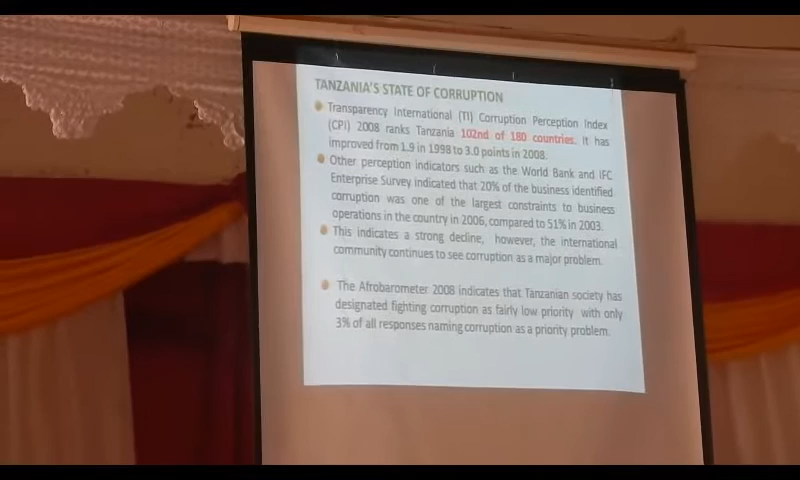 TANZANIA'S STATE OF CORRUPTION
Transparency International (TI) Corruption Perception Index
(CPI) 2008 ranks Tanzania 102nd of 180 countries. It has
improved from 1.9 in 1998 to 3.0 points in 2008.
Other perception indicators such as the World Bank and IFC
Enterprise Survey indicated that 20% of the business identified
corruption was one of the largest constraints to business
operations in the country in 2006, compared to 51% in 2003.
This indicates a strong decline, however, the international
community continues to see corruption as a major problem.
The Afrobarometer 2008 indicates that Tanzanian society has
designated fighting corruption as fairly low priority with only
3% of all responses naming corruption as a priority problem.